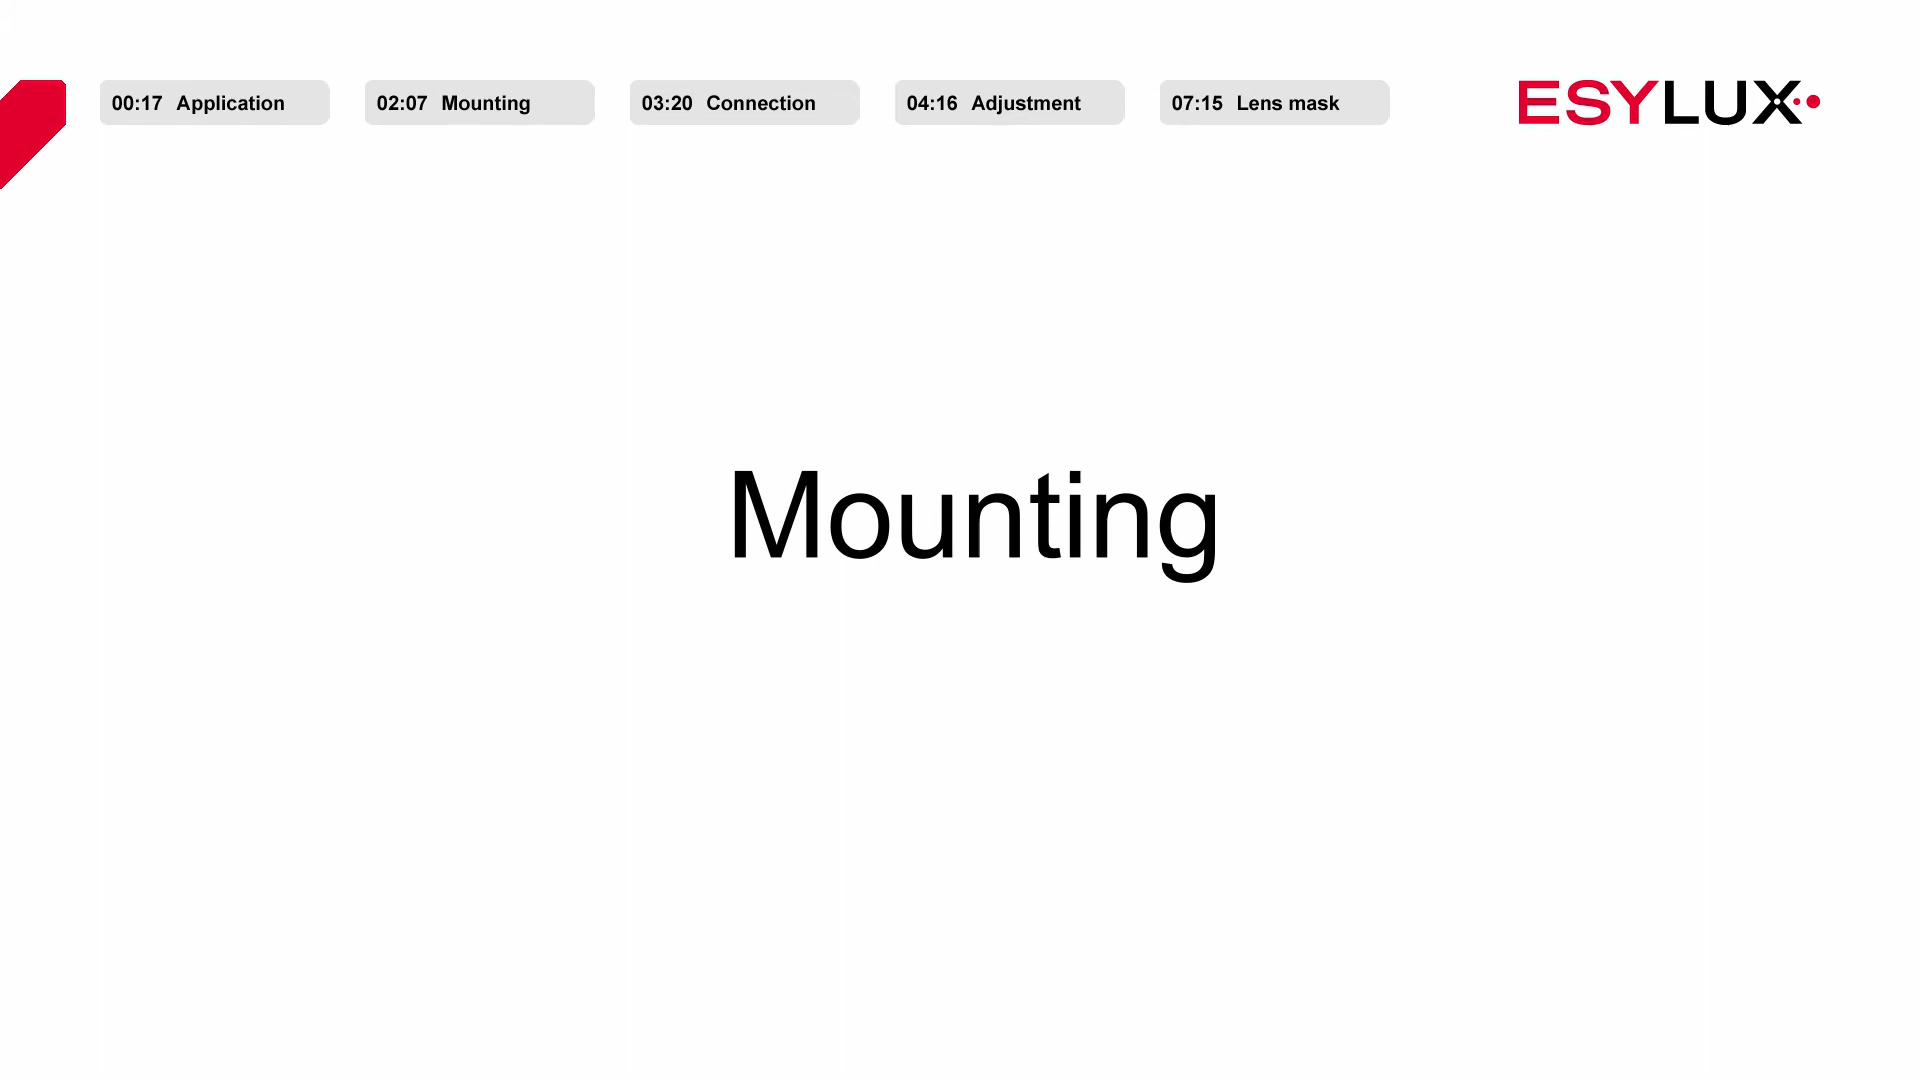 00:17 Application
02:07 Mounting
03:20 Connection
04:16 Adjustment
07:15 Lens mask
ESYLUX
Mounting